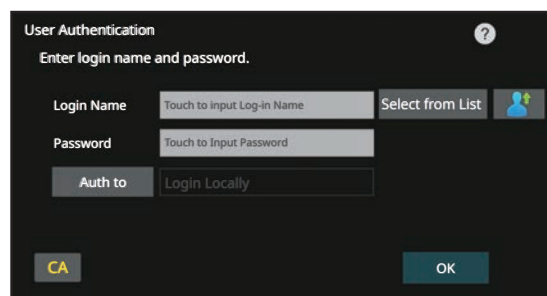 User Authentication
?
Enter login name and password.
Login Name
Touch to input Log-in Name
Select from List
Password
Touch to Input Password
Auth to
Login Locally
CA
OK